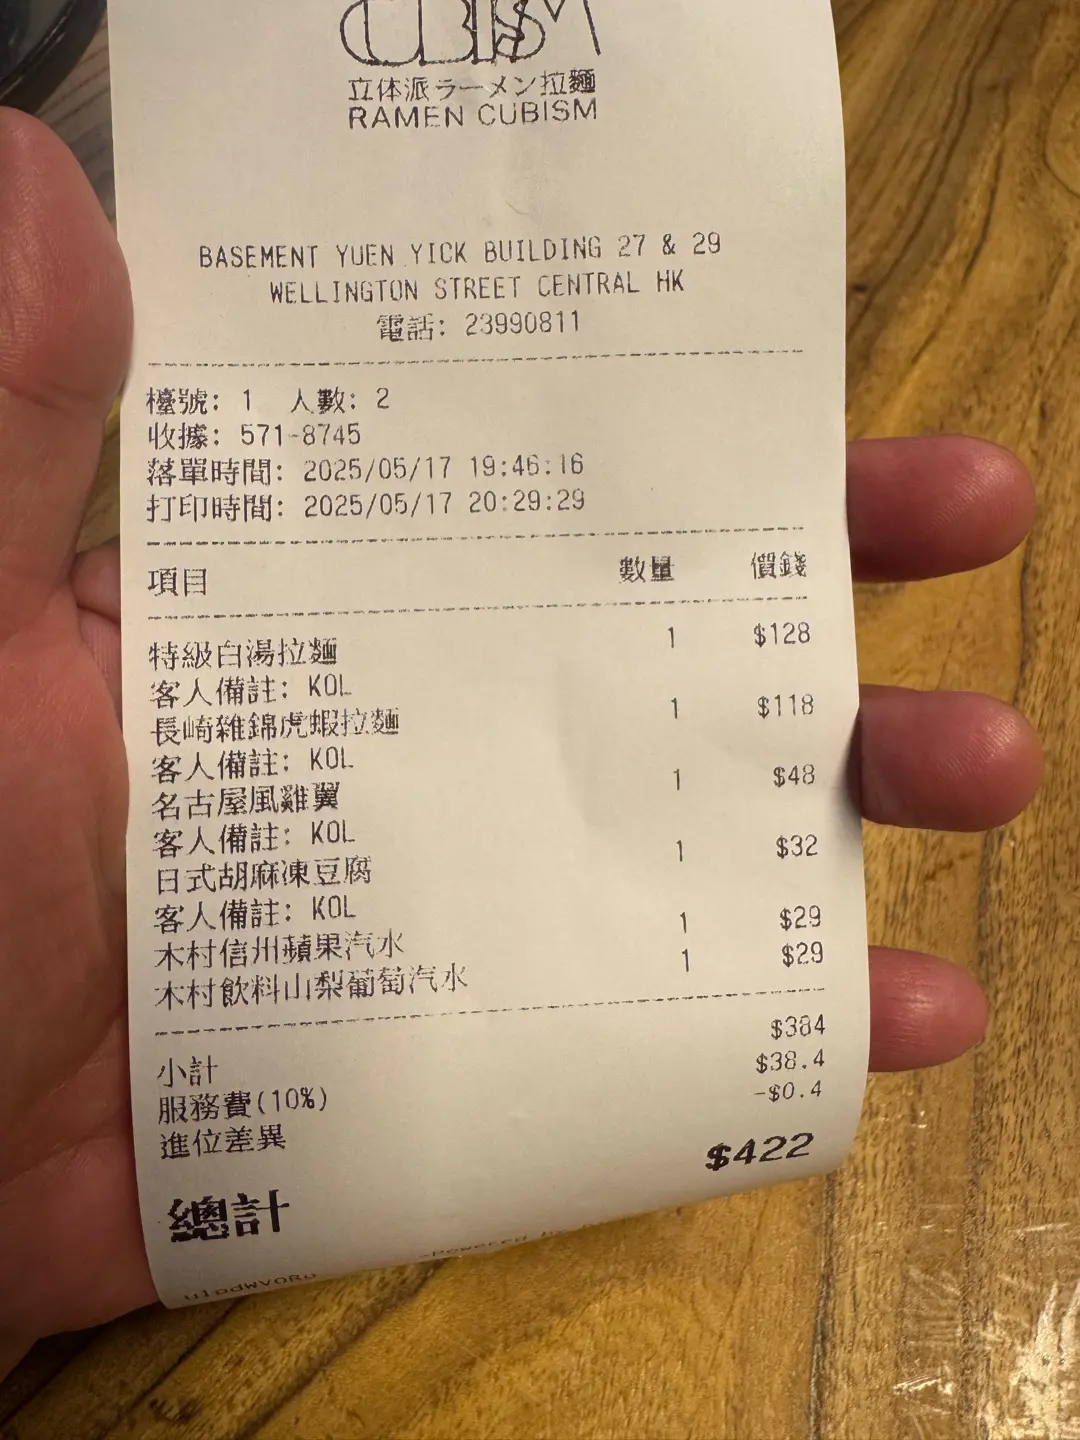 CUBISM
立体派ラーメン拉麵
RAMEN CUBISM
BASEMENT YUEN YICK BUILDING 27 & 29
WELLINGTON STREET CENTRAL HK
電話: 23990811
檯號: 1 人數: 2
收據: 571-8745
落單時間: 2025/05/17 19:46:16
打印時間: 2025/05/17 20:29:29
項目 數量 價錢
特級白湯拉麵 1 $128
客人備註: KOL
長崎雜錦虎蝦拉麵 1 $118
客人備註: KOL
名古屋風雞翼 1 $48
客人備註: KOL
日式胡麻凍豆腐 1 $32
客人備註: KOL
木村信州蘋果汽水 1 $29
木村飲料山梨葡萄汽水 1 $29
小計 $384
服務費(10%) $38.4
進位差異 -$0.4
總計 $422
Powered